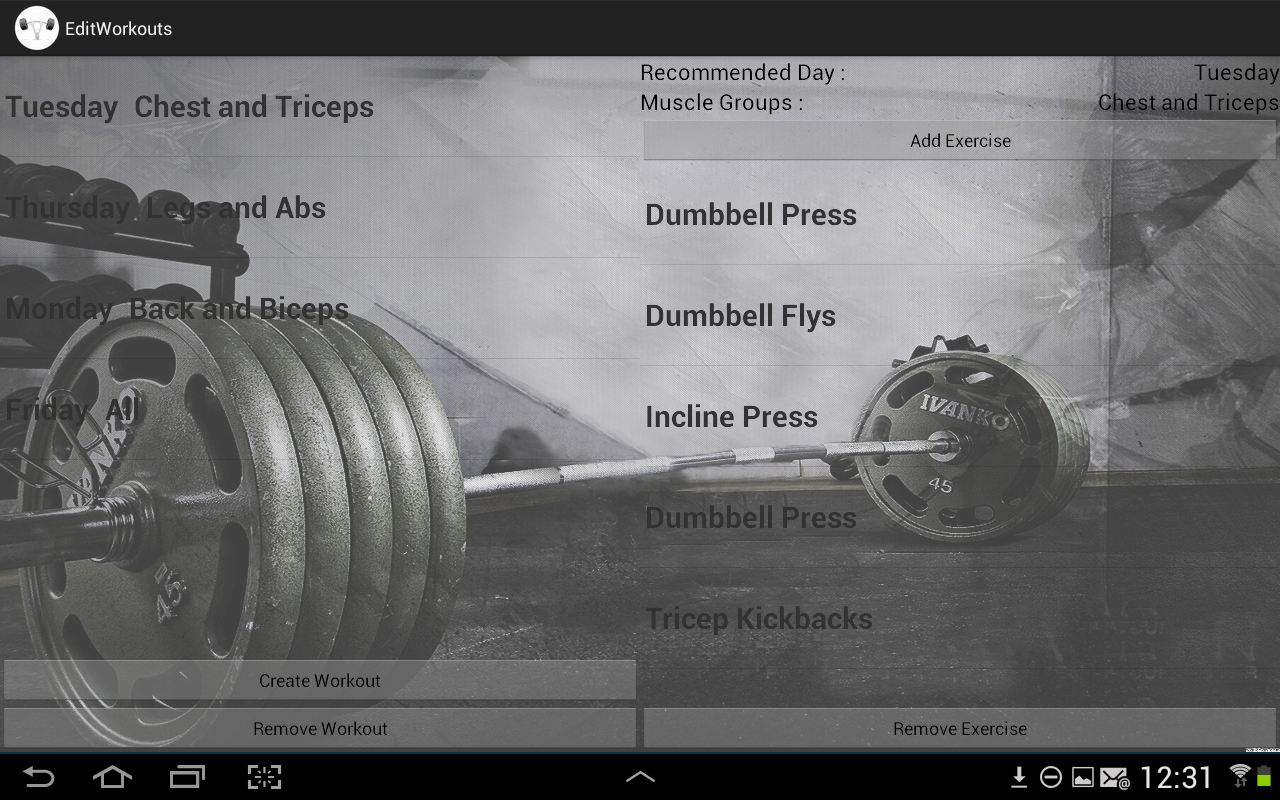 EditWorkouts
Tuesday Chest and Triceps
Thursday Legs and Abs
Monday Back and Biceps
Friday All
Create Workout
Remove Workout
Recommended Day : Tuesday
Muscle Groups : Chest and Triceps
Add Exercise
Dumbbell Press
Dumbbell Flys
Incline Press
Dumbbell Press
Tricep Kickbacks
Remove Exercise
IVANKO
45
45
12:31